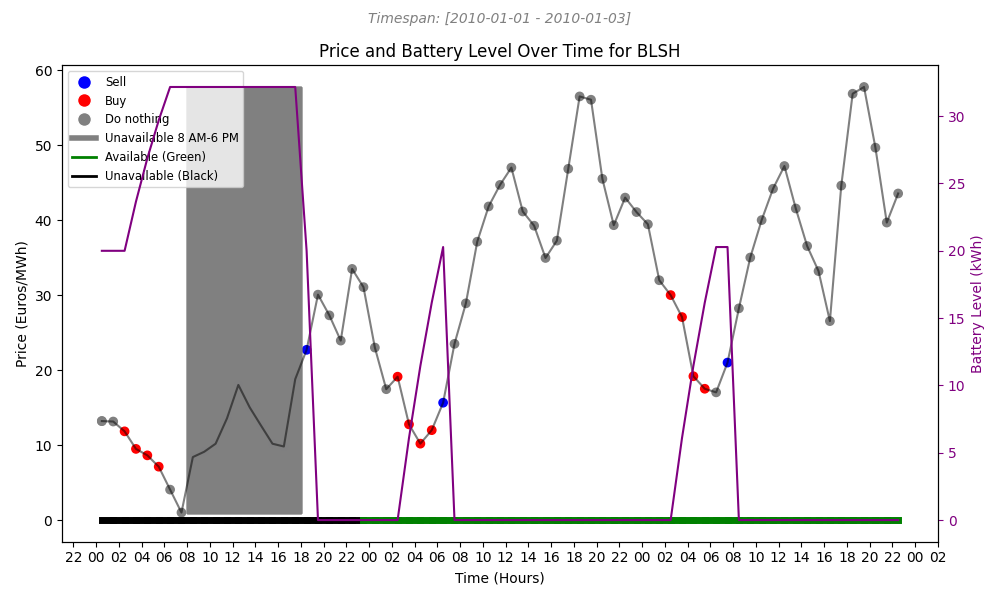 Timespan: [2010-01-01 - 2010-01-03]
Price and Battery Level Over Time for BLSH
Sell
Buy
Do nothing
Unavailable 8 AM-6 PM
Available (Green)
Unavailable (Black)
Price (Euros/MWh)
60
50
40
30
20
10
0
Battery Level (kWh)
30
25
20
15
10
5
0
22 00 02 04 06 08 10 12 14 16 18 20 22 00 02 04 06 08 10 12 14 16 18 20 22 00 02 04 06 08 10 12 14 16 18 20 22 00 02
Time (Hours)